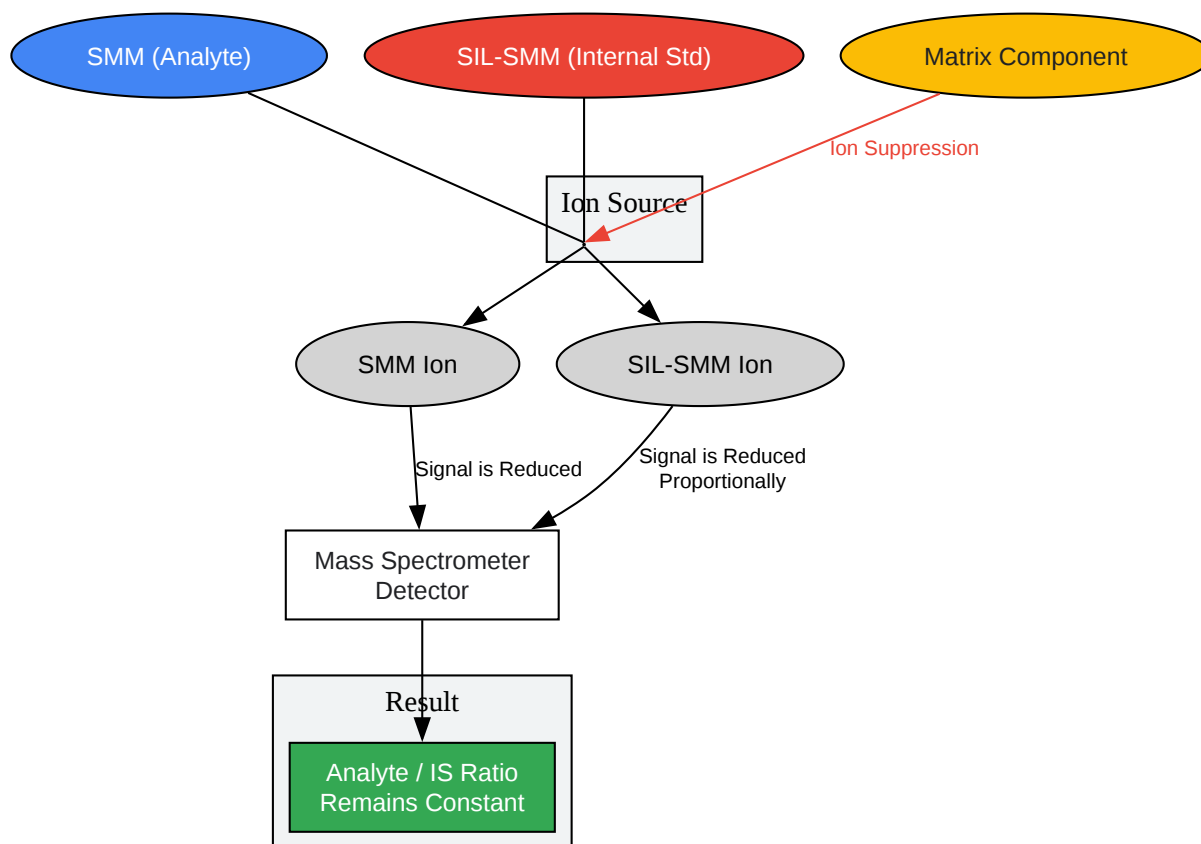 SMM (Analyte)
SIL-SMM (Internal Std)
Matrix Component
Ion Suppression
Ion Source
SMM Ion
SIL-SMM Ion
Signal is Reduced
Signal is Reduced
Proportionally
Mass Spectrometer
Detector
Result
Analyte / IS Ratio
Remains Constant